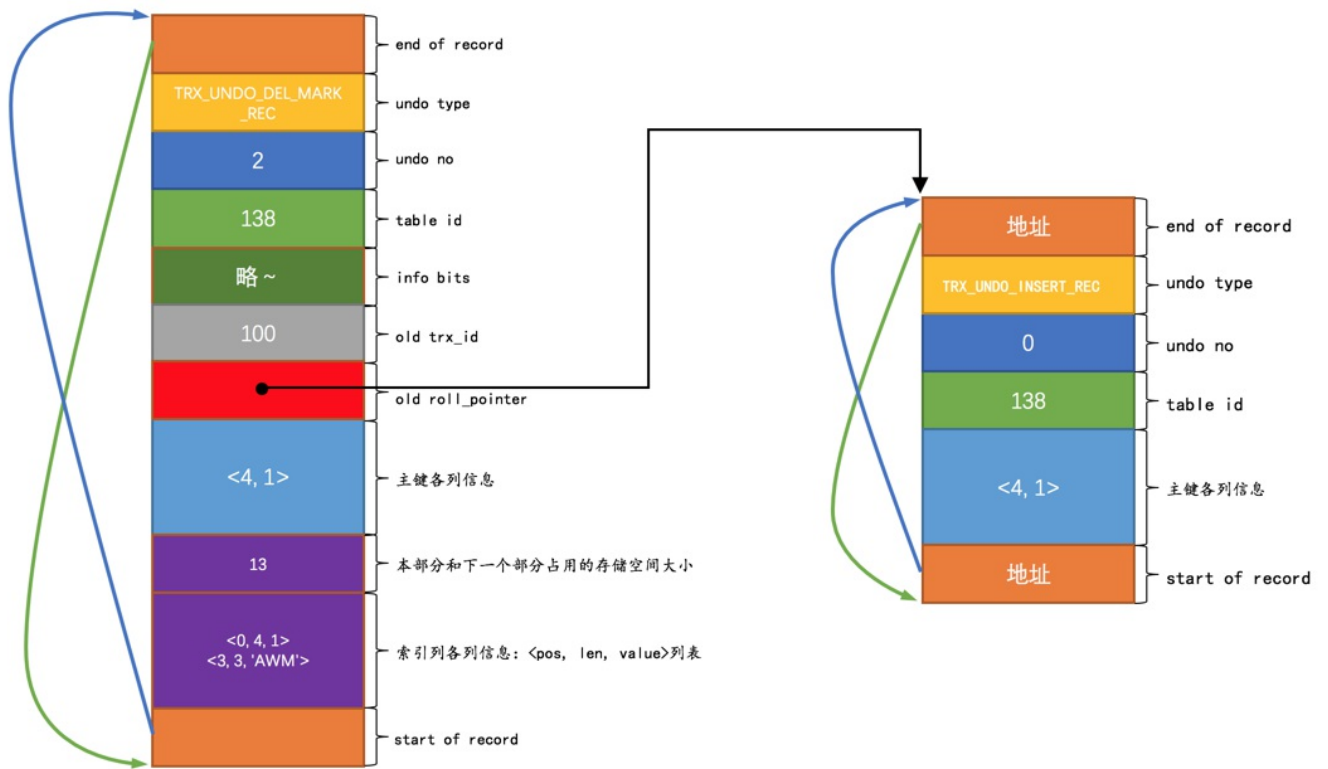 end of record
TRX_UNDO_DEL_MARK
_REC
undo type
2
undo no
138
table id
略~
info bits
100
old trx_id
old roll_pointer
<4, 1>
主键各列信息
13
本部分和下一个部分占用的存储空间大小
<0, 4, 1>
<3, 3, 'AWM'>
索引列各列信息: <pos, len, value>列表
start of record
地址
end of record
TRX_UNDO_INSERT_REC
undo type
0
undo no
138
table id
<4, 1>
主键各列信息
地址
start of record